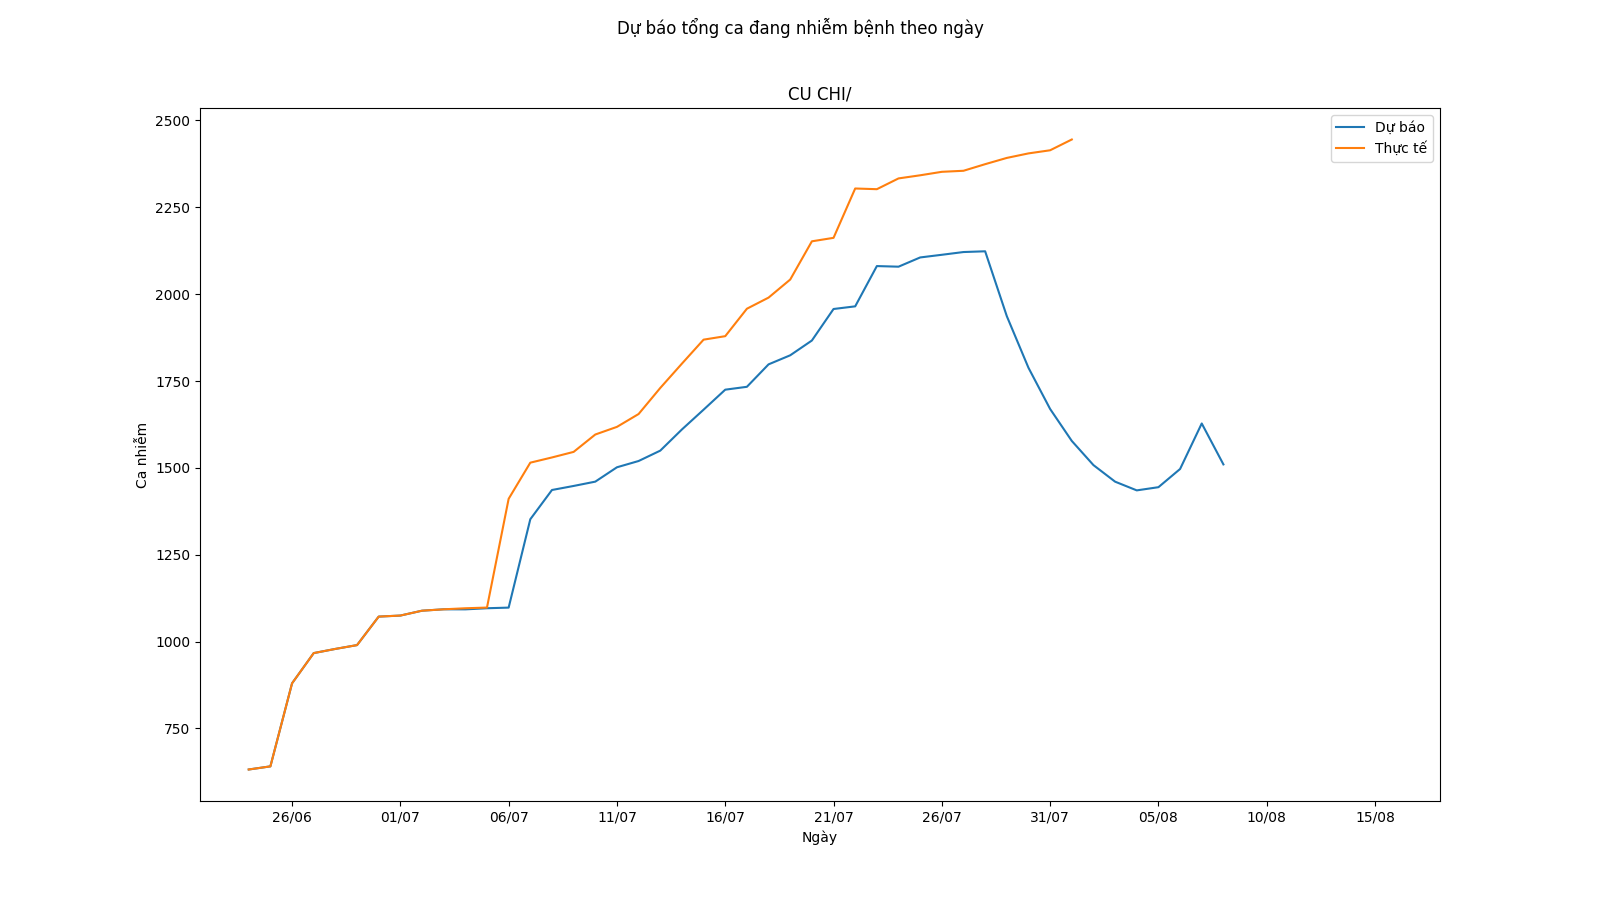 Dự báo tổng ca đang nhiễm bệnh theo ngày
CU CHI/
Dự báo
Thực tế
2500
2250
2000
1750
1500
1250
1000
750
Ca nhiễm
26/06 01/07 06/07 11/07 16/07 21/07 26/07 31/07 05/08 10/08 15/08
Ngày